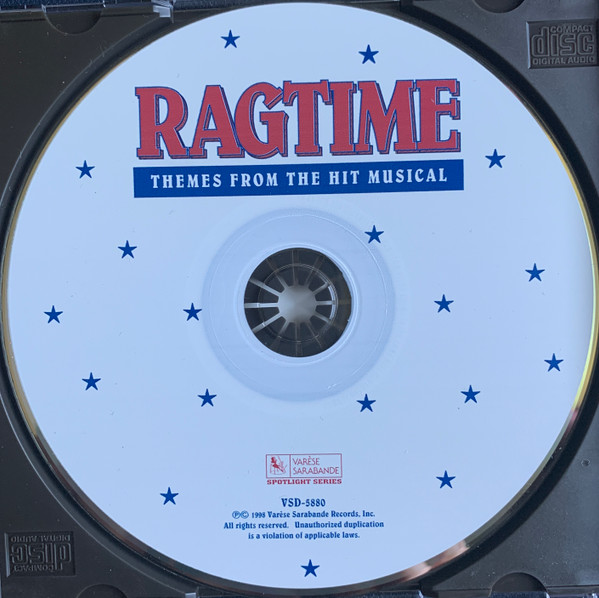 COMPACT
disc
DIGITAL AUDIO
RAGTIME
THEMES FROM THE HIT MUSICAL
VARÈSE
SARABANDE
SPOTLIGHT SERIES
VSD-5880
℗© 1998 Varèse Sarabande Records, Inc.
All rights reserved. Unauthorized duplication
is a violation of applicable laws.
COMPACT
disc
DIGITAL AUDIO